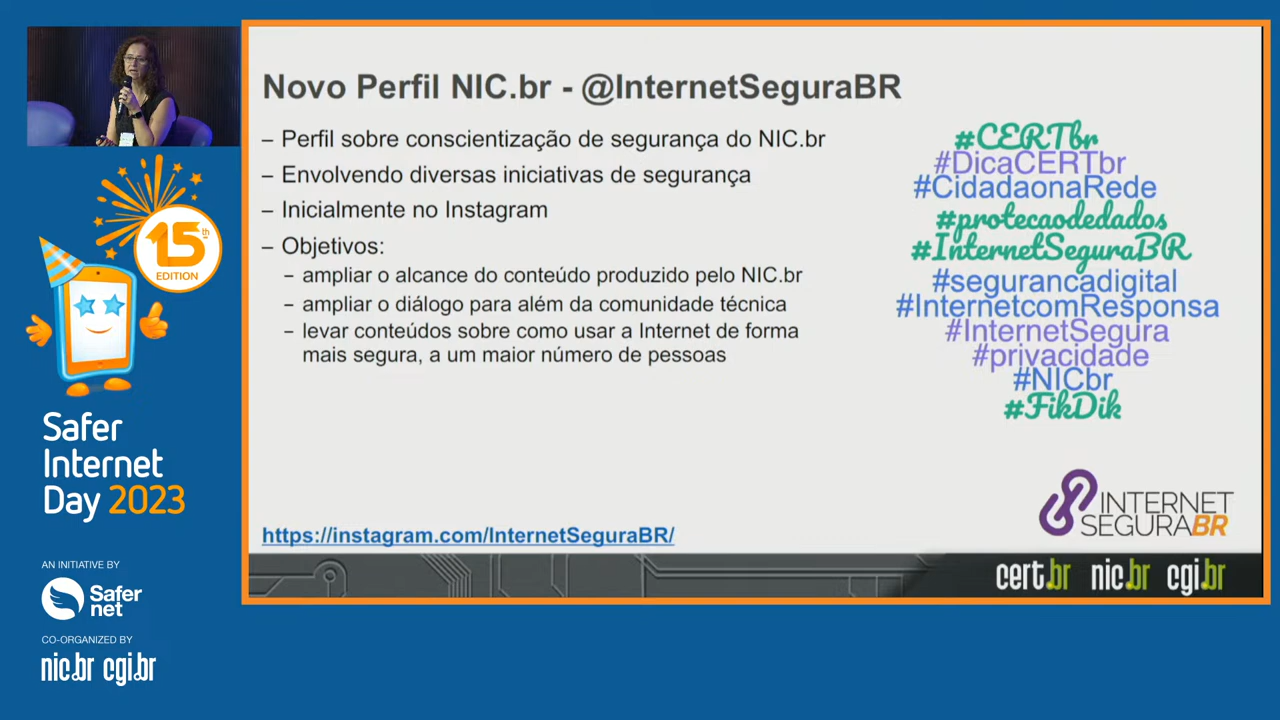 Novo Perfil NIC.br - @InternetSeguraBR
– Perfil sobre conscientização de segurança do NIC.br
– Envolvendo diversas iniciativas de segurança
– Inicialmente no Instagram
– Objetivos:
– ampliar o alcance do conteúdo produzido pelo NIC.br
– ampliar o diálogo para além da comunidade técnica
– levar conteúdos sobre como usar a Internet de forma
mais segura, a um maior número de pessoas
#CERTbr
#DicaCERTbr
#CidadaonaRede
#protecaodedados
#InternetSeguraBR
#segurancadigital
#InternetcomResponsa
#InternetSegura
#privacidade
#NICbr
#FikDik
INTERNET
SEGURABR
https://instagram.com/InternetSeguraBR/
cert.br nic.br cgi.br
15th
EDITION
Safer
Internet
Day 2023
AN INITIATIVE BY
Safer
net
CO-ORGANIZED BY
nic.br cgi.br